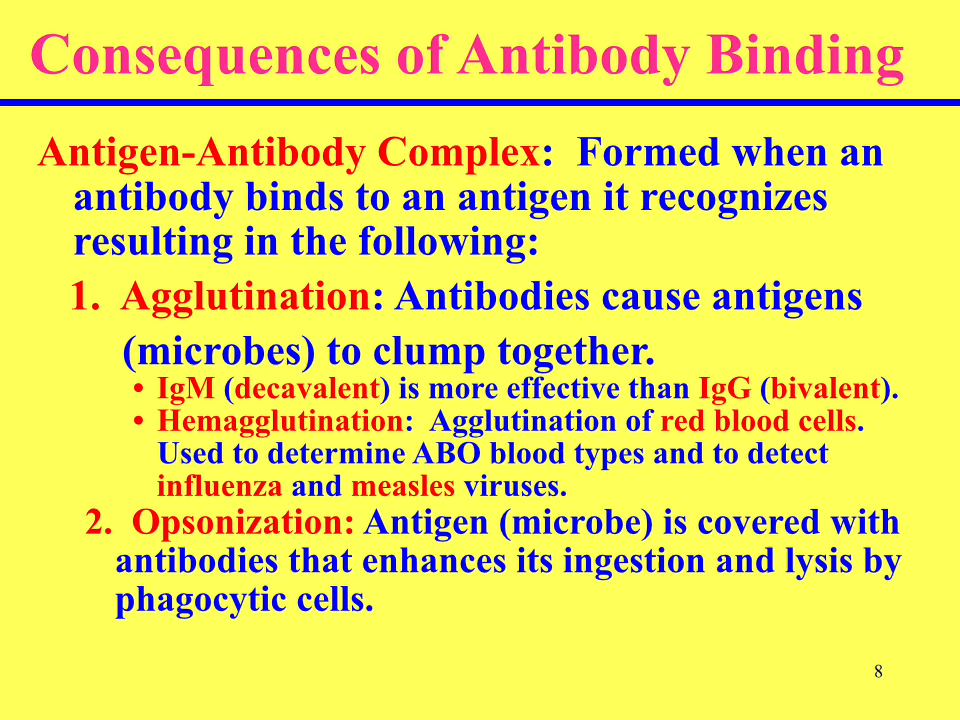 Consequences of Antibody Binding
Antigen-Antibody Complex:  Formed when an
antibody binds to an antigen it recognizes
resulting in the following:
1.  Agglutination: Antibodies cause antigens
(microbes) to clump together.
• IgM (decavalent) is more effective than IgG (bivalent).
• Hemagglutination:  Agglutination of red blood cells.
Used to determine ABO blood types and to detect
influenza and measles viruses.
2.  Opsonization: Antigen (microbe) is covered with
antibodies that enhances its ingestion and lysis by
phagocytic cells.
8